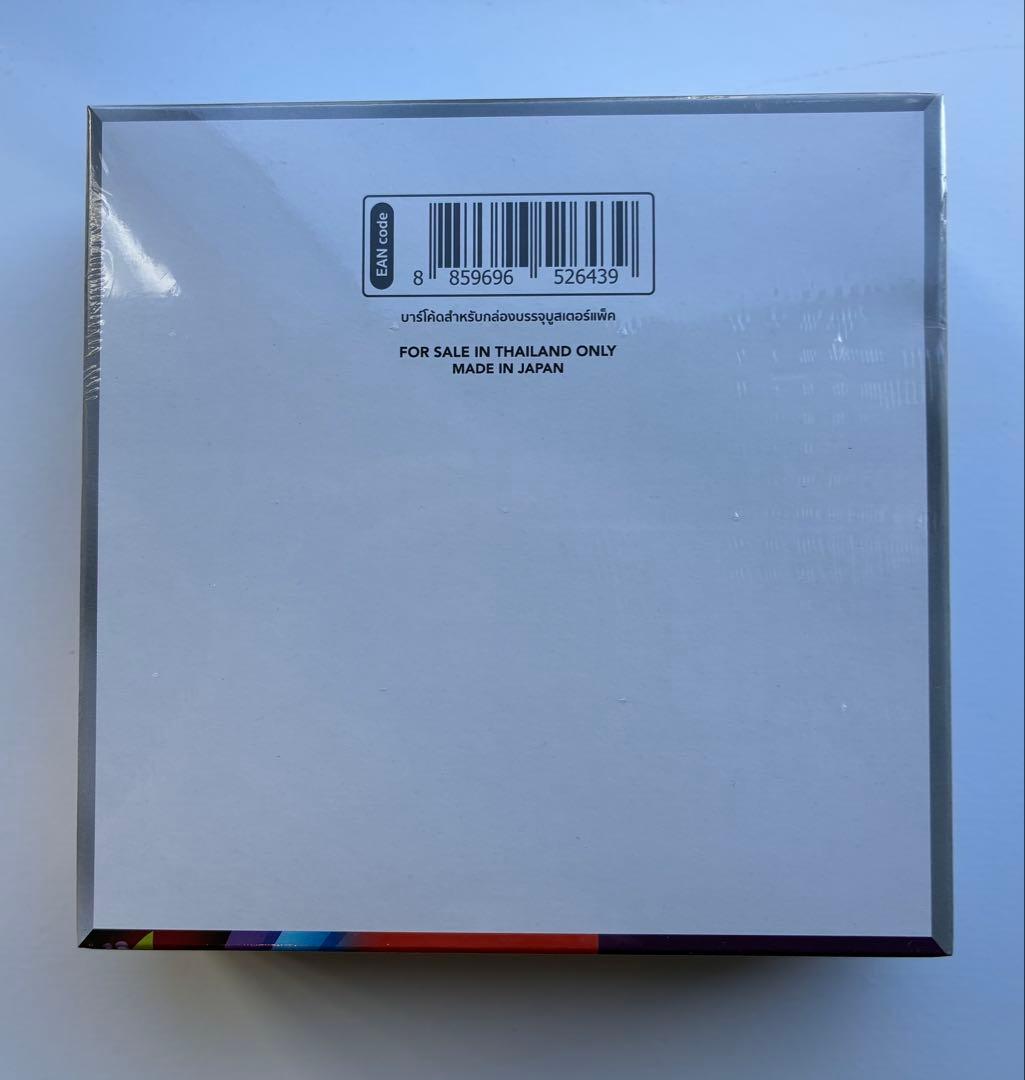 EAN code
8 859696 526439
บาร์โค้ดสำหรับกล่องบรรจุบูสเตอร์แพ็ค
FOR SALE IN THAILAND ONLY
MADE IN JAPAN